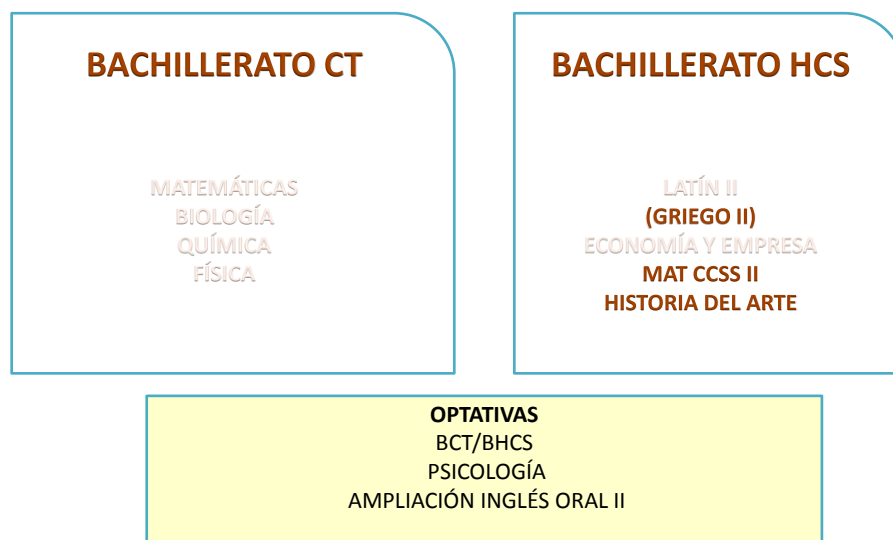 BACHILLERATO CT
MATEMÁTICAS
BIOLOGÍA
QUÍMICA
FÍSICA
BACHILLERATO HCS
LATÍN II
(GRIEGO II)
ECONOMÍA Y EMPRESA
MAT CCSS II
HISTORIA DEL ARTE
OPTATIVAS
BCT/BHCS
PSICOLOGÍA
AMPLIACIÓN INGLÉS ORAL II